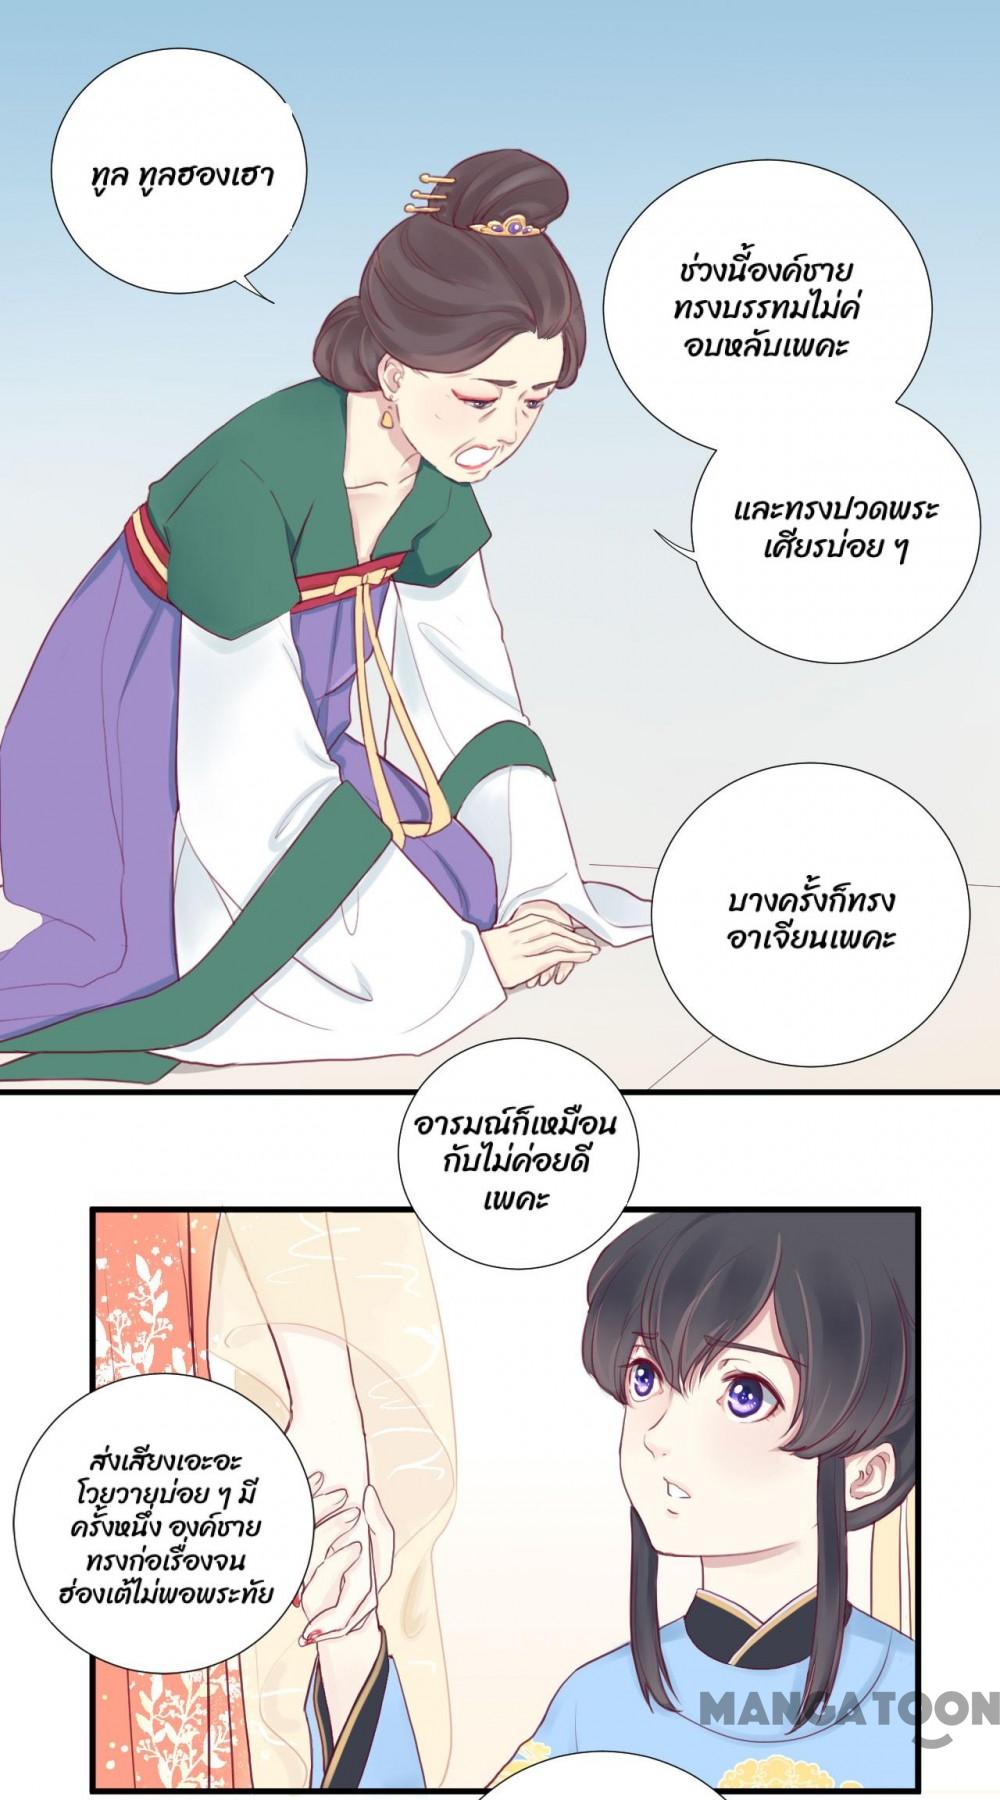 ทูล ทูลฮองเฮา
ช่วงนี้องค์ชาย
ทรงบรรทมไม่ค่
อบหลับเพคะ
และทรงปวดพระ
เศียรบ่อย ๆ
บางครั้งก็ทรง
อาเจียนเพคะ
อารมณ์ก็เหมือน
กับไม่ค่อยดี
เพคะ
ส่งเสียงเอะอะ
โวยวายบ่อย ๆ มี
ครั้งหนึ่ง องค์ชาย
ทรงก่อเรื่องจน
ฮ่องเต้ไม่พอพระทัย
MANGATOON